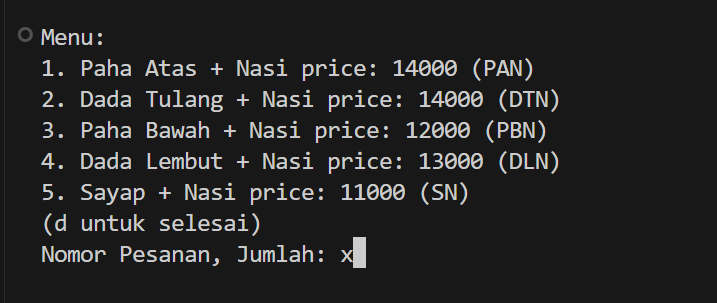 Menu:
1. Paha Atas + Nasi price: 14000 (PAN)
2. Dada Tulang + Nasi price: 14000 (DTN)
3. Paha Bawah + Nasi price: 12000 (PBN)
4. Dada Lembut + Nasi price: 13000 (DLN)
5. Sayap + Nasi price: 11000 (SN)
(d untuk selesai)
Nomor Pesanan, Jumlah: x